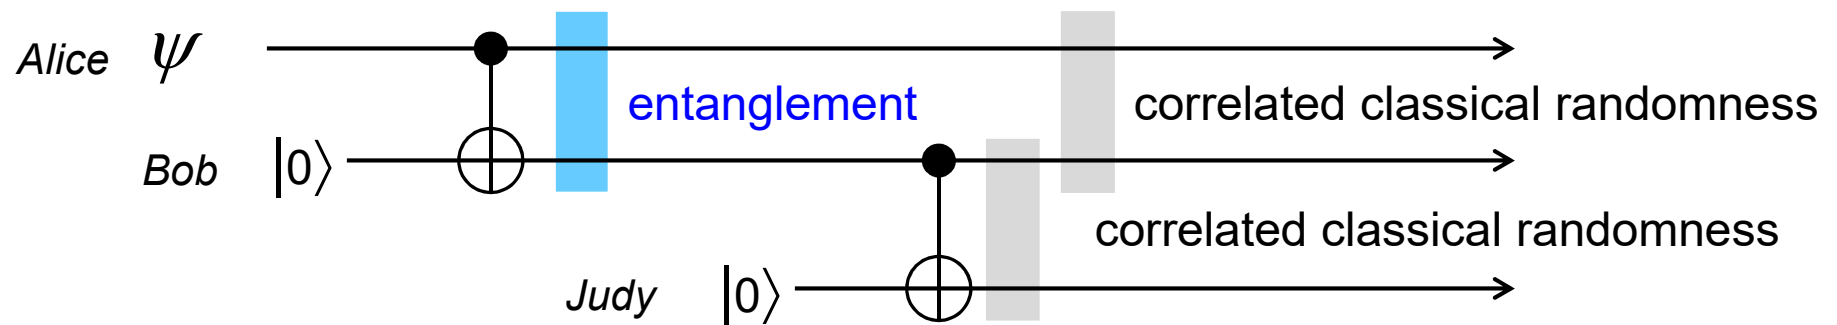 Alice ψ
entanglement
correlated classical randomness
Bob |0⟩
correlated classical randomness
Judy |0⟩